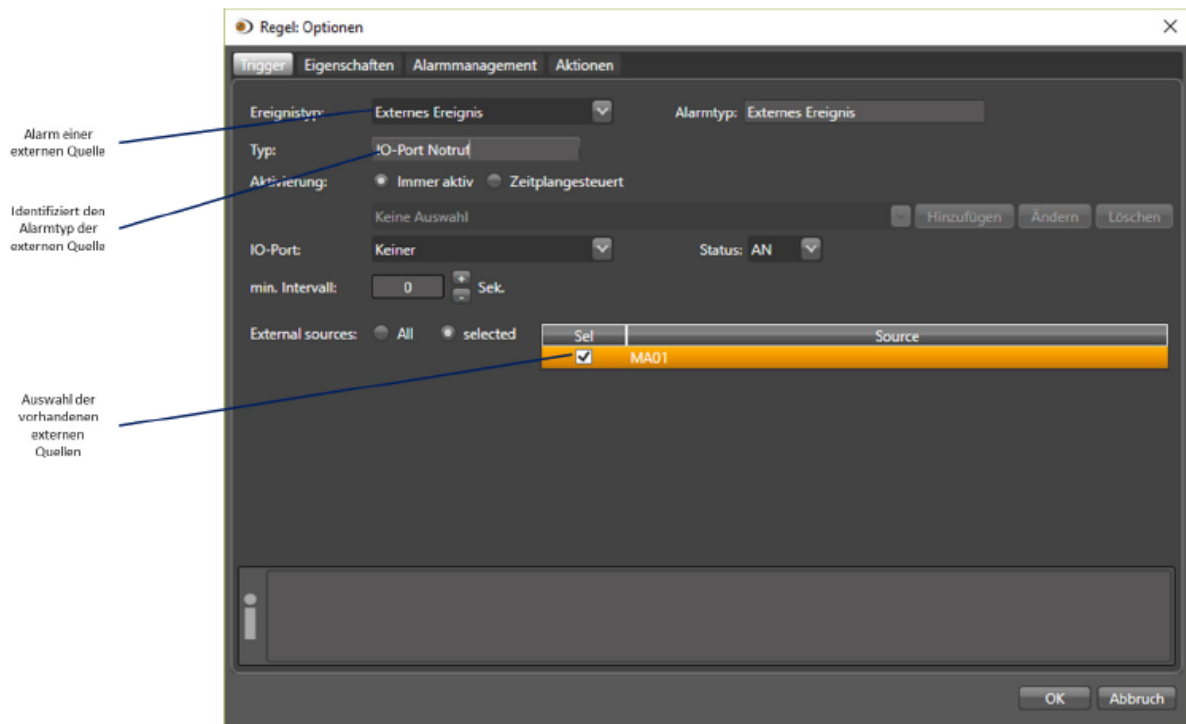 Regel: Optionen
Trigger Eigenschaften Alarmmanagement Aktionen
Ereignistyp: Externes Ereignis Alarmtyp: Externes Ereignis
Alarm einer
externen Quelle
Typ: IO-Port Notruf
Aktivierung: Immer aktiv Zeitplangesteuert
Identifiziert den
Alarmtyp der
externen Quelle
Keine Auswahl Hinzufügen Ändern Löschen
IO-Port: Keiner Status: AN
min. Intervall: 0 Sek.
External sources: All selected
Sel Source
MA01
Auswahl der
vorhandenen
externen
Quellen
OK Abbruch